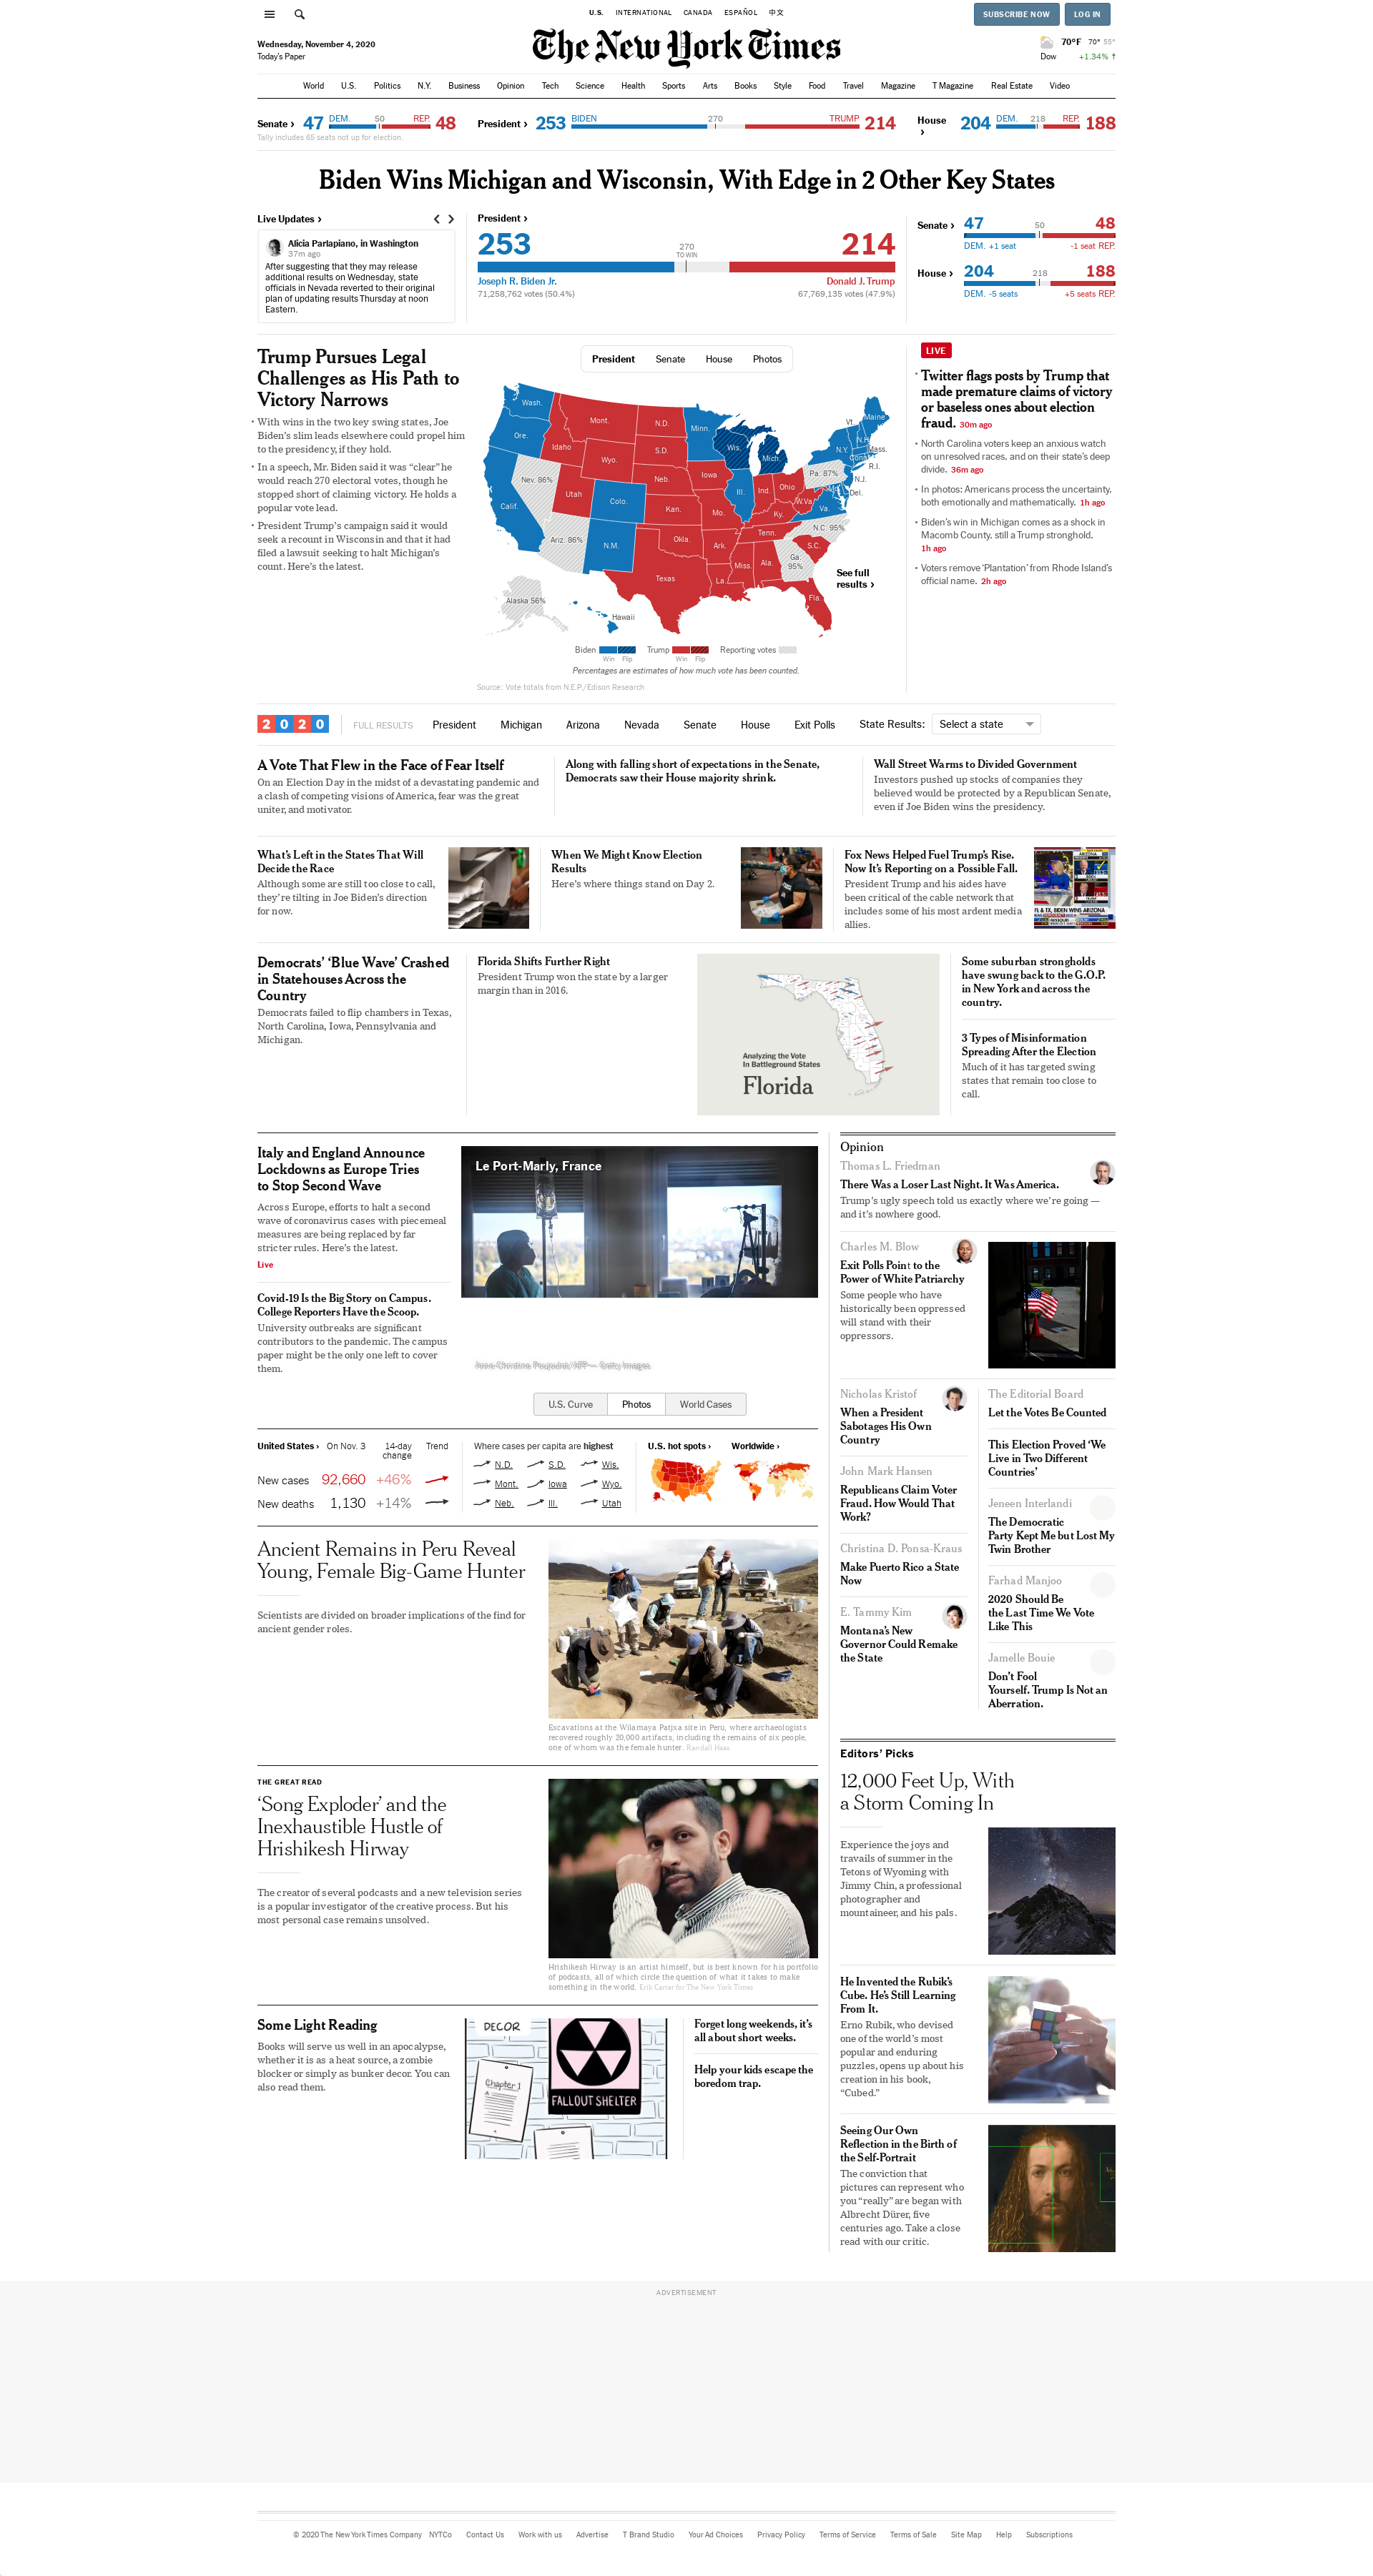 U.S. INTERNATIONAL CANADA ESPAÑOL 中文
SUBSCRIBE NOW LOG IN
Wednesday, November 4, 2020
Today's Paper
The New York Times
70°F 70° 55°
Dow +1.34% ↑
World U.S. Politics N.Y. Business Opinion Tech Science Health Sports Arts Books Style Food Travel Magazine T Magazine Real Estate Video
Senate › 47 DEM. 50 REP. 48
Tally includes 65 seats not up for election.
President › 253 BIDEN 270 TRUMP 214
House › 204 DEM. 218 REP. 188
Biden Wins Michigan and Wisconsin, With Edge in 2 Other Key States
Live Updates ›
Alicia Parlapiano, in Washington
37m ago
After suggesting that they may release
additional results on Wednesday, state
officials in Nevada reverted to their original
plan of updating results Thursday at noon
Eastern.
President ›
253 214
270
TO WIN
Joseph R. Biden Jr. Donald J. Trump
71,258,762 votes (50.4%) 67,769,135 votes (47.9%)
Senate › 47 50 48
DEM. +1 seat -1 seat REP.
House › 204 218 188
DEM. -5 seats +5 seats REP.
Trump Pursues Legal
Challenges as His Path to
Victory Narrows
• With wins in the two key swing states, Joe
Biden's slim leads elsewhere could propel him
to the presidency, if they hold.
• In a speech, Mr. Biden said it was “clear” he
would reach 270 electoral votes, though he
stopped short of claiming victory. He holds a
popular vote lead.
• President Trump's campaign said it would
seek a recount in Wisconsin and that it had
filed a lawsuit seeking to halt Michigan's
count. Here's the latest.
President Senate House Photos
Wash.
Ore.
Calif.
Nev. 86%
Idaho
Mont.
Wyo.
Utah
Ariz. 86%
Colo.
N.M.
N.D.
S.D.
Neb.
Kan.
Okla.
Texas
Minn.
Iowa
Mo.
Ark.
La.
Wis.
Ill.
Mich.
Ind.
Ohio
Ky.
Tenn.
Miss.
Ala.
Ga.
95%
Fla.
S.C.
N.C. 95%
Va.
W.Va.
Pa. 87%
N.Y.
Vt.
N.H.
Maine
Mass.
Conn.
R.I.
N.J.
Del.
Md.
Alaska 56%
Hawaii
See full
results ›
Biden Trump Reporting votes
Win Flip Win Flip
Percentages are estimates of how much vote has been counted.
Source: Vote totals from N.E.P./Edison Research
LIVE
• Twitter flags posts by Trump that
made premature claims of victory
or baseless ones about election
fraud. 30m ago
• North Carolina voters keep an anxious watch
on unresolved races, and on their state's deep
divide. 36m ago
• In photos: Americans process the uncertainty,
both emotionally and mathematically. 1h ago
• Biden's win in Michigan comes as a shock in
Macomb County, still a Trump stronghold.
1h ago
• Voters remove ‘Plantation’ from Rhode Island's
official name. 2h ago
2020 FULL RESULTS President Michigan Arizona Nevada Senate House Exit Polls State Results: Select a state
A Vote That Flew in the Face of Fear Itself
On an Election Day in the midst of a devastating pandemic and
a clash of competing visions of America, fear was the great
uniter, and motivator.
Along with falling short of expectations in the Senate,
Democrats saw their House majority shrink.
Wall Street Warms to Divided Government
Investors pushed up stocks of companies they
believed would be protected by a Republican Senate,
even if Joe Biden wins the presidency.
What's Left in the States That Will
Decide the Race
Although some are still too close to call,
they're tilting in Joe Biden's direction
for now.
When We Might Know Election
Results
Here's where things stand on Day 2.
Fox News Helped Fuel Trump's Rise.
Now It's Reporting on a Possible Fall.
President Trump and his aides have
been critical of the cable network that
includes some of his most ardent media
allies.
Democrats' ‘Blue Wave’ Crashed
in Statehouses Across the
Country
Democrats failed to flip chambers in Texas,
North Carolina, Iowa, Pennsylvania and
Michigan.
Florida Shifts Further Right
President Trump won the state by a larger
margin than in 2016.
Analyzing the Vote
In Battleground States
Florida
Some suburban strongholds
have swung back to the G.O.P.
in New York and across the
country.
3 Types of Misinformation
Spreading After the Election
Much of it has targeted swing
states that remain too close to
call.
Italy and England Announce
Lockdowns as Europe Tries
to Stop Second Wave
Across Europe, efforts to halt a second
wave of coronavirus cases with piecemeal
measures are being replaced by far
stricter rules. Here's the latest.
Live
Covid-19 Is the Big Story on Campus.
College Reporters Have the Scoop.
University outbreaks are significant
contributors to the pandemic. The campus
paper might be the only one left to cover
them.
Le Port-Marly, France
Anne-Christine Poujoulat/AFP — Getty Images
U.S. Curve Photos World Cases
United States › On Nov. 3 14-day
change Trend
New cases 92,660 +46%
New deaths 1,130 +14%
Where cases per capita are highest
N.D. S.D. Wis.
Mont. Iowa Wyo.
Neb. Ill. Utah
U.S. hot spots › Worldwide ›
Ancient Remains in Peru Reveal
Young, Female Big-Game Hunter
Scientists are divided on broader implications of the find for
ancient gender roles.
Excavations at the Wilamaya Patjxa site in Peru, where archaeologists
recovered roughly 20,000 artifacts, including the remains of six people,
one of whom was the female hunter. Randall Haas
THE GREAT READ
‘Song Exploder’ and the
Inexhaustible Hustle of
Hrishikesh Hirway
The creator of several podcasts and a new television series
is a popular investigator of the creative process. But his
most personal case remains unsolved.
Hrishikesh Hirway is an artist himself, but is best known for his portfolio
of podcasts, all of which circle the question of what it takes to make
something in the world. Erik Carter for The New York Times
Some Light Reading
Books will serve us well in an apocalypse,
whether it is as a heat source, a zombie
blocker or simply as bunker decor. You can
also read them.
DECOR
Chapter 1
FALLOUT SHELTER
Forget long weekends, it's
all about short weeks.
Help your kids escape the
boredom trap.
Opinion
Thomas L. Friedman
There Was a Loser Last Night. It Was America.
Trump's ugly speech told us exactly where we're going —
and it's nowhere good.
Charles M. Blow
Exit Polls Point to the
Power of White Patriarchy
Some people who have
historically been oppressed
will stand with their
oppressors.
Nicholas Kristof
When a President
Sabotages His Own
Country
John Mark Hansen
Republicans Claim Voter
Fraud. How Would That
Work?
Christina D. Ponsa-Kraus
Make Puerto Rico a State
Now
E. Tammy Kim
Montana's New
Governor Could Remake
the State
The Editorial Board
Let the Votes Be Counted
This Election Proved ‘We
Live in Two Different
Countries’
Jeneen Interlandi
The Democratic
Party Kept Me but Lost My
Twin Brother
Farhad Manjoo
2020 Should Be
the Last Time We Vote
Like This
Jamelle Bouie
Don't Fool
Yourself. Trump Is Not an
Aberration.
Editors' Picks
12,000 Feet Up, With
a Storm Coming In
Experience the joys and
travails of summer in the
Tetons of Wyoming with
Jimmy Chin, a professional
photographer and
mountaineer, and his pals.
He Invented the Rubik's
Cube. He's Still Learning
From It.
Erno Rubik, who devised
one of the world's most
popular and enduring
puzzles, opens up about his
creation in his book,
“Cubed.”
Seeing Our Own
Reflection in the Birth of
the Self-Portrait
The conviction that
pictures can represent who
you “really” are began with
Albrecht Dürer, five
centuries ago. Take a close
read with our critic.
ADVERTISEMENT
© 2020 The New York Times Company NYTCo Contact Us Work with us Advertise T Brand Studio Your Ad Choices Privacy Policy Terms of Service Terms of Sale Site Map Help Subscriptions